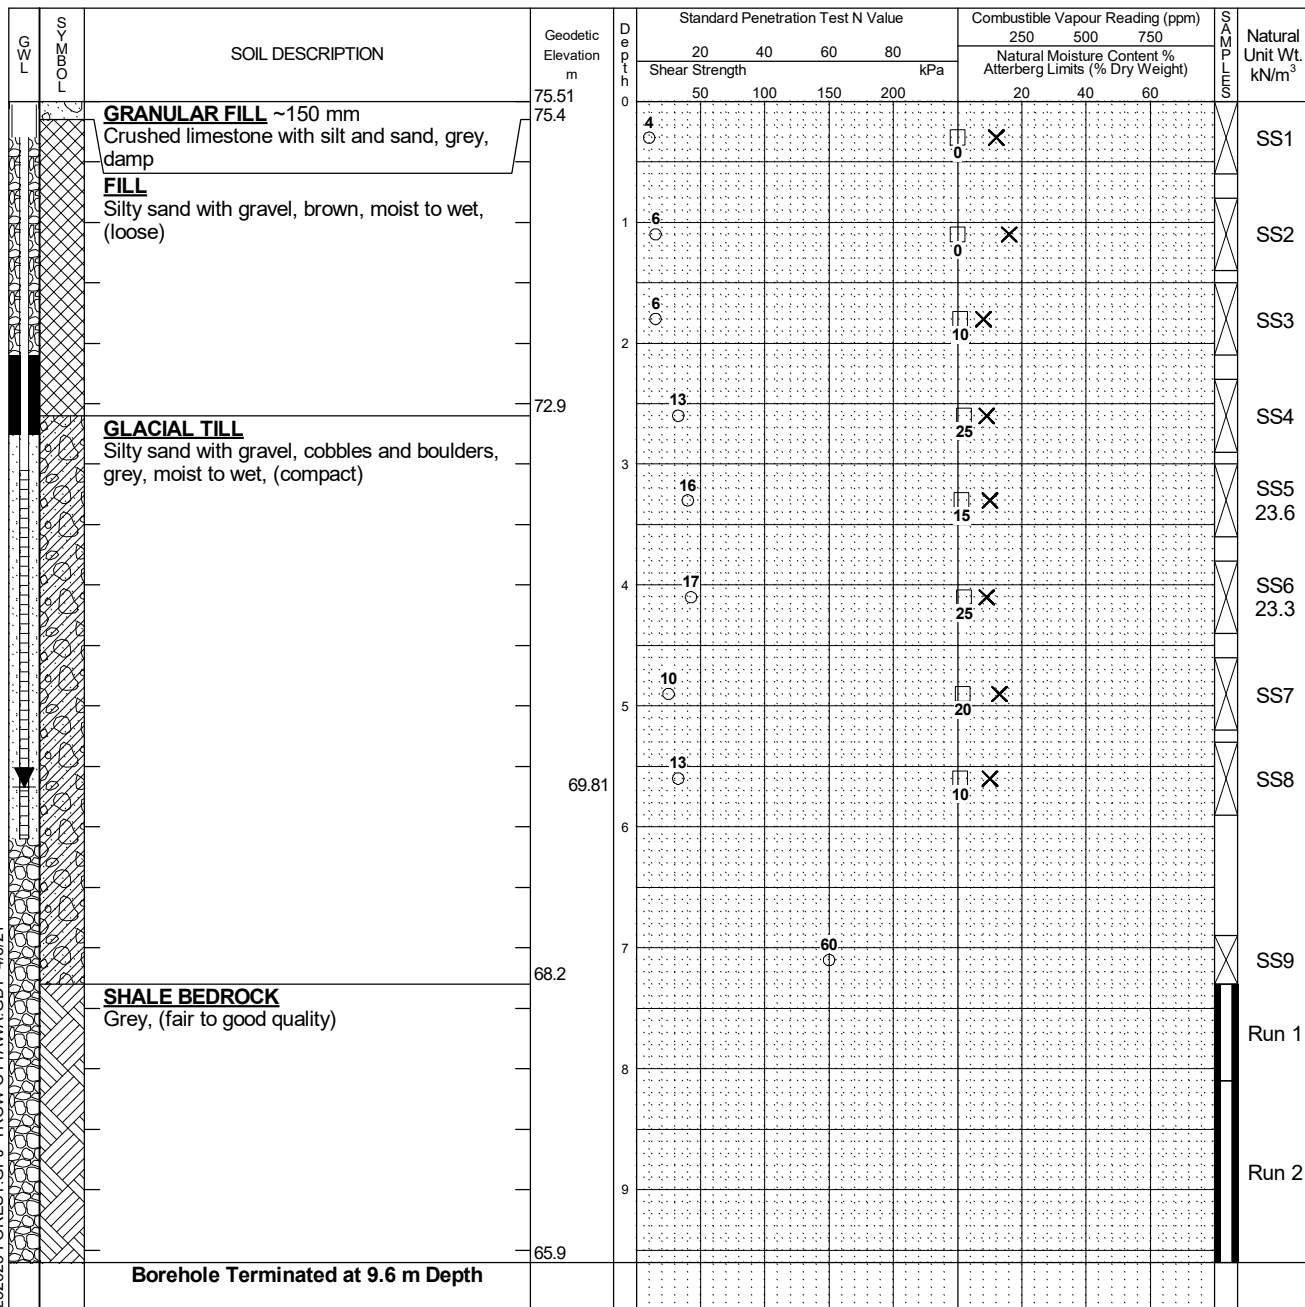 GWL
SYMBOL
SOIL DESCRIPTION
Geodetic
Elevation
m
Depth
Standard Penetration Test N Value
20 40 60 80
Shear Strength kPa
50 100 150 200
Combustible Vapour Reading (ppm)
250 500 750
Natural Moisture Content %
Atterberg Limits (% Dry Weight)
20 40 60
SAMPLES
Natural
Unit Wt.
kN/m³
75.51
0
GRANULAR FILL ~150 mm
75.4
Crushed limestone with silt and sand, grey,
damp
4
0
SS1
FILL
Silty sand with gravel, brown, moist to wet,
(loose)
1
6
0
SS2
6
10
SS3
2
72.9
13
25
SS4
GLACIAL TILL
Silty sand with gravel, cobbles and boulders,
grey, moist to wet, (compact)
3
16
15
SS5
23.6
4
17
25
SS6
23.3
10
20
SS7
5
13
10
SS8
69.81
6
7
60
SS9
68.2
SHALE BEDROCK
Grey, (fair to good quality)
Run 1
8
Run 2
9
65.9
Borehole Terminated at 9.6 m Depth